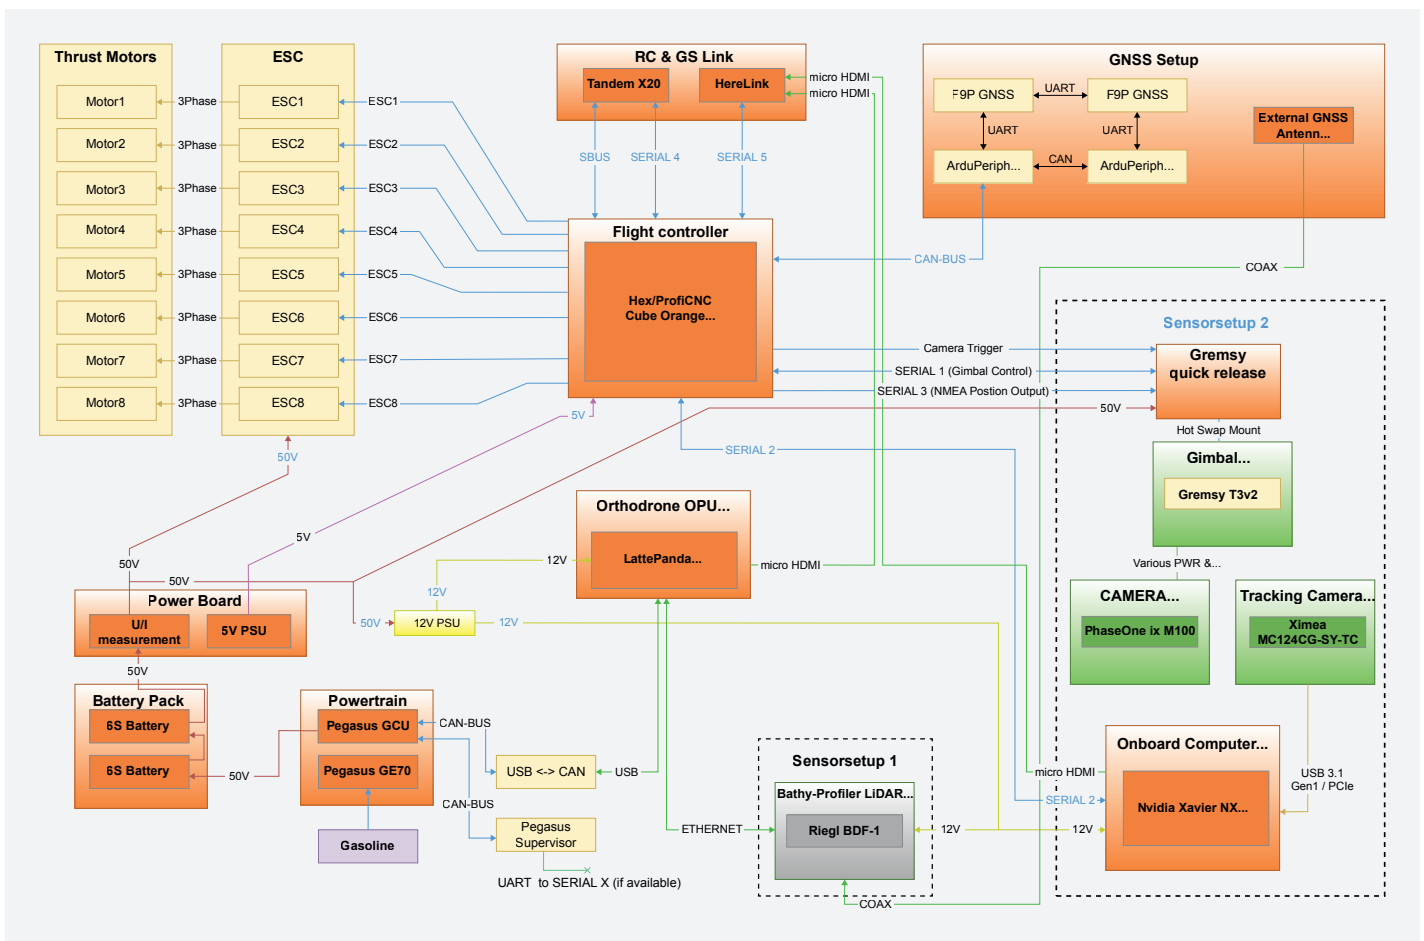 Thrust Motors
Motor1
Motor2
Motor3
Motor4
Motor5
Motor6
Motor7
Motor8
3Phase
3Phase
3Phase
3Phase
3Phase
3Phase
3Phase
3Phase
ESC
ESC1
ESC2
ESC3
ESC4
ESC5
ESC6
ESC7
ESC8
ESC1
ESC2
ESC3
ESC4
ESC5
ESC6
ESC7
ESC8
RC & GS Link
Tandem X20
HereLink
micro HDMI
micro HDMI
SBUS
SERIAL 4
SERIAL 5
Flight controller
Hex/ProfiCNC
Cube Orange...
GNSS Setup
F9P GNSS
UART
F9P GNSS
UART
UART
ArduPeriph...
CAN
ArduPeriph...
External GNSS
Antenn...
CAN-BUS
COAX
Camera Trigger
SERIAL 1 (Gimbal Control)
SERIAL 3 (NMEA Postion Output)
50V
5V
SERIAL 2
Sensorsetup 2
Gremsy
quick release
Hot Swap Mount
Gimbal...
Gremsy T3v2
Various PWR &...
CAMERA...
PhaseOne ix M100
Tracking Camera...
Ximea
MC124CG-SY-TC
USB 3.1
Gen1 / PCIe
Onboard Computer...
Nvidia Xavier NX...
micro HDMI
SERIAL 2
12V
50V
50V
5V
50V
Orthodrone OPU...
LattePanda...
micro HDMI
12V
12V
50V
12V PSU
12V
Power Board
U/I
measurement
5V PSU
50V
Battery Pack
6S Battery
6S Battery
50V
Powertrain
Pegasus GCU
Pegasus GE70
Gasoline
CAN-BUS
CAN-BUS
USB <-> CAN
USB
Pegasus
Supervisor
UART to SERIAL X (if available)
ETHERNET
Sensorsetup 1
Bathy-Profiler LiDAR...
Riegl BDF-1
12V
COAX